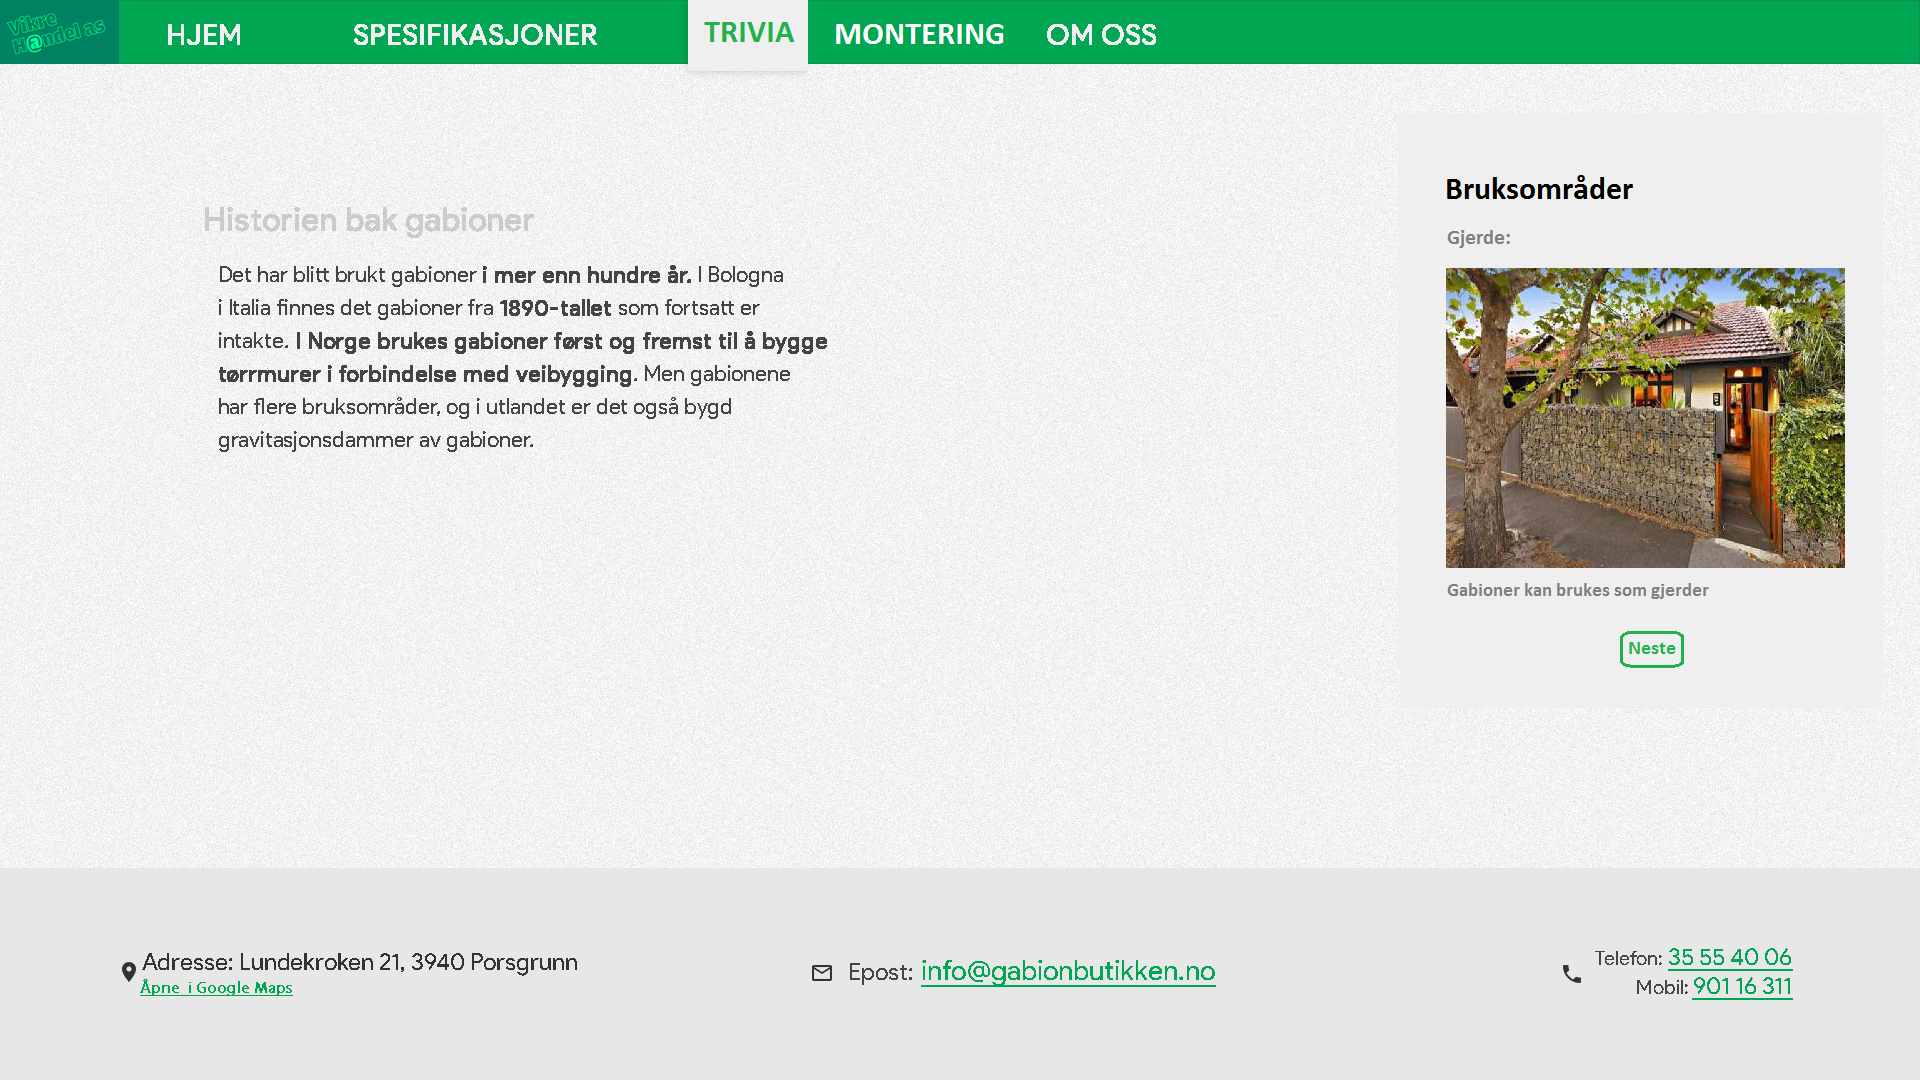 Vikre
H@ndel as
HJEM
SPESIFIKASJONER
TRIVIA
MONTERING
OM OSS
Historien bak gabioner
Det har blitt brukt gabioner i mer enn hundre år. I Bologna
i Italia finnes det gabioner fra 1890-tallet som fortsatt er
intakte. I Norge brukes gabioner først og fremst til å bygge
tørrmurer i forbindelse med veibygging. Men gabionene
har flere bruksområder, og i utlandet er det også bygd
gravitasjonsdammer av gabioner.
Bruksområder
Gjerde:
Gabioner kan brukes som gjerder
Neste
Adresse: Lundekroken 21, 3940 Porsgrunn
Åpne i Google Maps
Epost: info@gabionbutikken.no
Telefon: 35 55 40 06
Mobil: 901 16 311